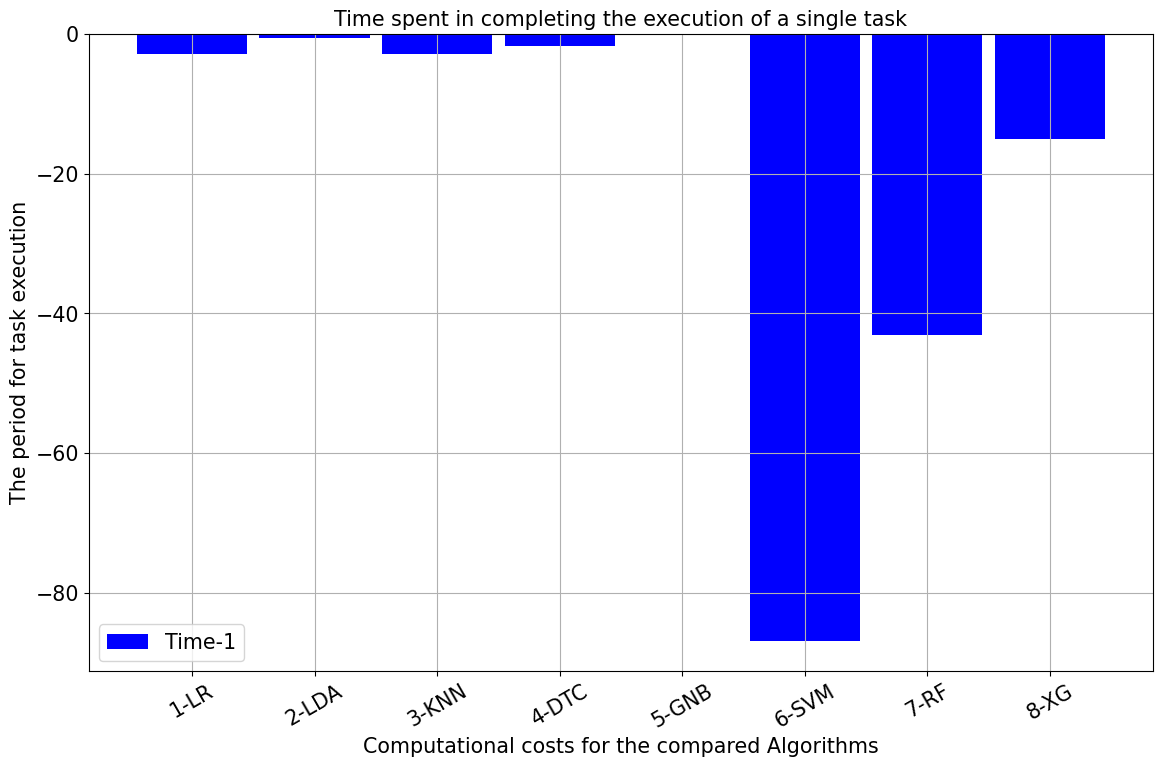 Time spent in completing the execution of a single task
The period for task execution
0
−20
−40
−60
−80
Time-1
1-LR
2-LDA
3-KNN
4-DTC
5-GNB
6-SVM
7-RF
8-XG
Computational costs for the compared Algorithms